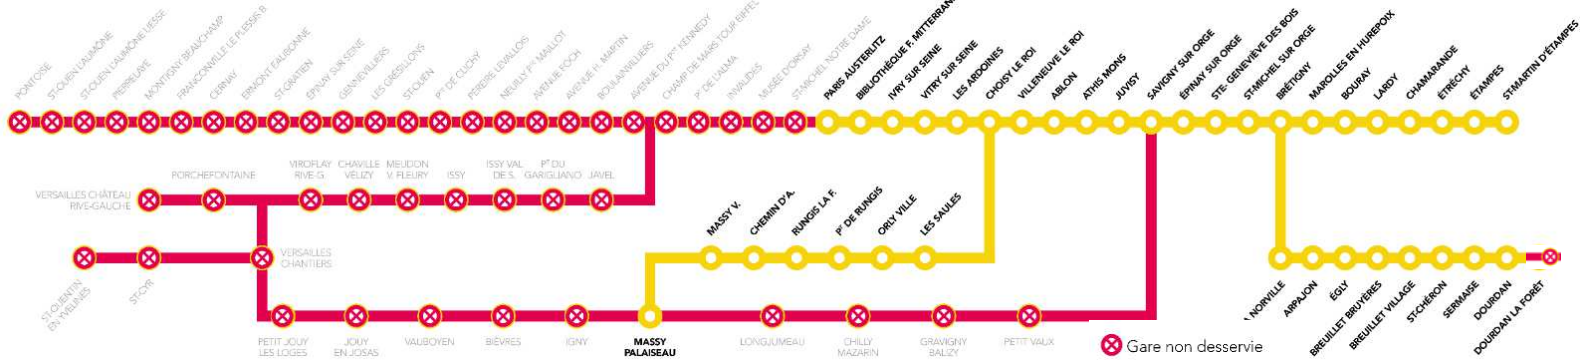 PONTOISE
ST-OUEN L'AUMÔNE
ST-OUEN L'AUMÔNE LIESSE
PIERRELAYE
MONTIGNY BEAUCHAMP
FRANCONVILLE LE PLESSIS B
CERNAY
ERMONT EAUBONNE
ST-GRATIEN
ÉPINAY SUR SEINE
GENNEVILLIERS
LES GRÉSILLONS
ST-OUEN
Pte DE CLICHY
PÉREIRE LEVALLOIS
NEUILLY Pte MAILLOT
AVENUE FOCH
AVENUE H. MARTIN
BOULAINVILLIERS
AVENUE DU Pdt KENNEDY
CHAMP DE MARS TOUR EIFFEL
Pt DE L'ALMA
INVALIDES
MUSÉE D'ORSAY
ST-MICHEL NOTRE DAME
PARIS AUSTERLITZ
BIBLIOTHÈQUE F. MITTERRAND
IVRY SUR SEINE
VITRY SUR SEINE
LES ARDOINES
CHOISY LE ROI
VILLENEUVE LE ROI
ABLON
ATHIS MONS
JUVISY
SAVIGNY SUR ORGE
ÉPINAY SUR ORGE
STE- GENEVIÈVE DES BOIS
ST-MICHEL SUR ORGE
BRÉTIGNY
MAROLLES EN HUREPOIX
BOURAY
LARDY
CHAMARANDE
ÉTRÉCHY
ÉTAMPES
ST-MARTIN D'ÉTAMPES
VERSAILLES CHÂTEAU
RIVE-GAUCHE
PORCHEFONTAINE
VIROFLAY
RIVE-G.
CHAVILLE
VÉLIZY
MEUDON
V. FLEURY
ISSY
ISSY VAL
DE S.
Pt DU
GARIGLIANO
JAVEL
MASSY V.
CHEMIN D'A.
RUNGIS LA F.
Pt DE RUNGIS
ORLY VILLE
LES SAULES
ST-QUENTIN
EN YVELINES
ST-CYR
VERSAILLES
CHANTIERS
NORVILLE
ARPAJON
ÉGLY
BREUILLET BRUYÈRES
BREUILLET VILLAGE
ST-CHÉRON
SERMAISE
DOURDAN
DOURDAN LA FORÊT
PETIT JOUY
LES LOGES
JOUY
EN JOSAS
VAUBOYEN
BIÈVRES
IGNY
MASSY
PALAISEAU
LONGJUMEAU
CHILLY
MAZARIN
GRAVIGNY
BALIZY
PETIT VAUX
Gare non desservie